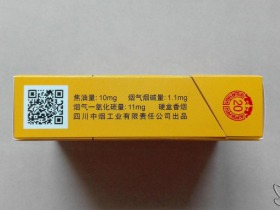 焦油量:10mg 烟气烟碱量:1.1mg
烟气一氧化碳量:11mg 硬盒香烟
四川中烟工业有限责任公司出品
20